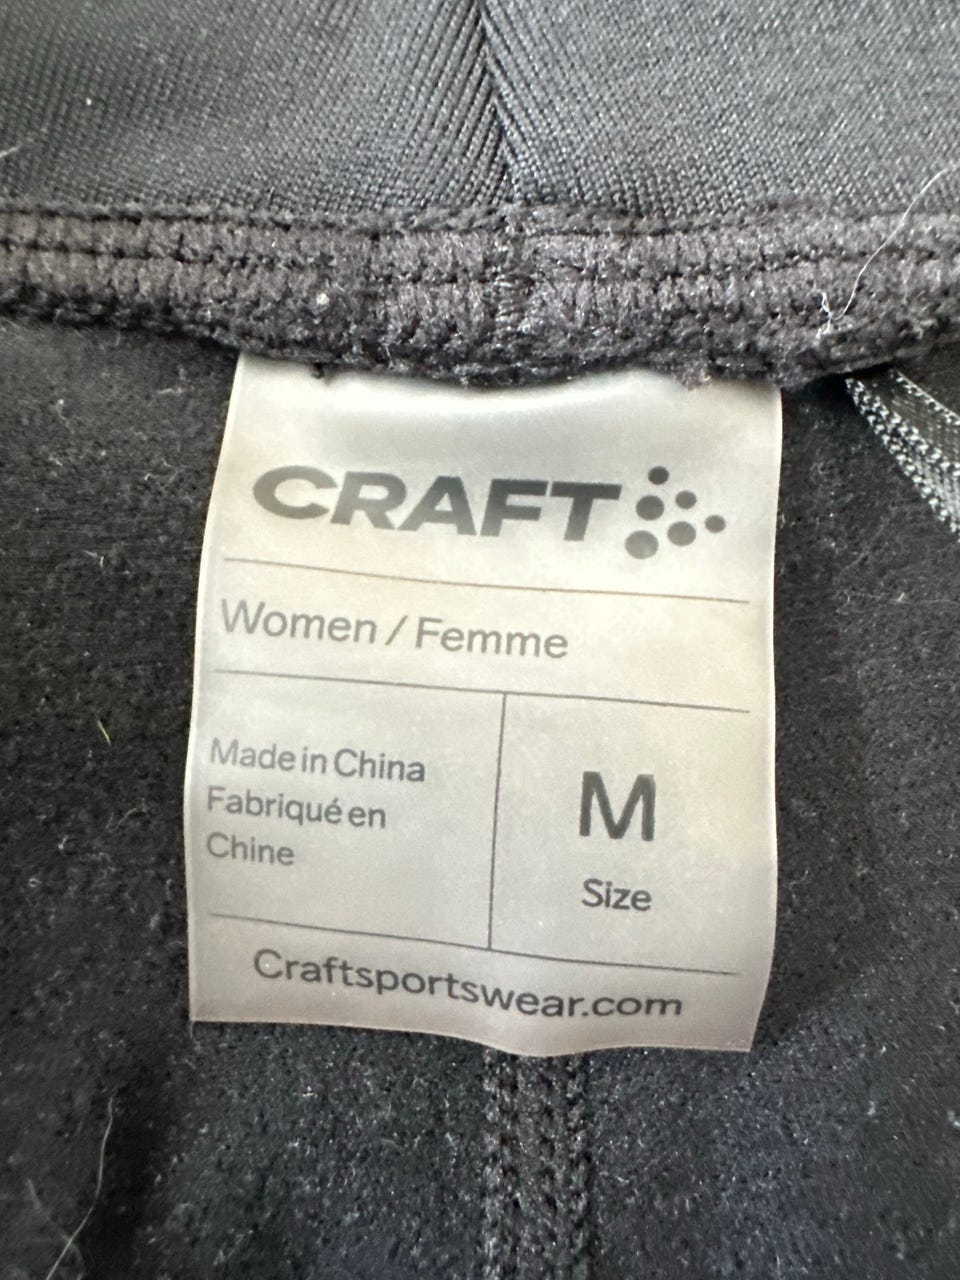 CRAFT
Women / Femme
Made in China
Fabriqué en
Chine
M
Size
Craftsportswear.com